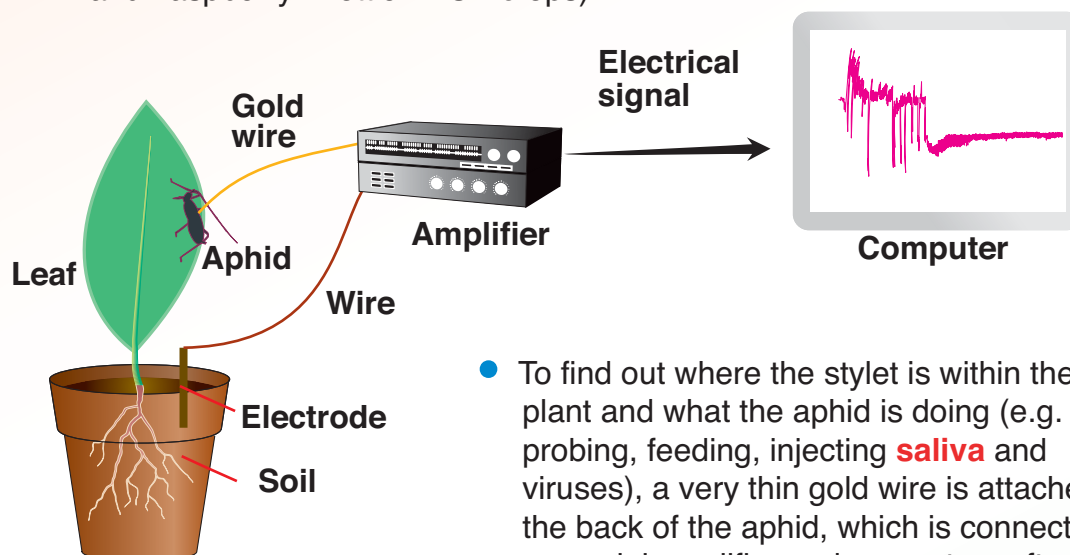 Electrical
signal
Gold
wire
Amplifier
Aphid
Computer
Leaf
Wire
Electrode
Soil
To find out where the stylet is within the
plant and what the aphid is doing (e.g.
probing, feeding, injecting saliva and
viruses), a very thin gold wire is
the back of the aphid, which is